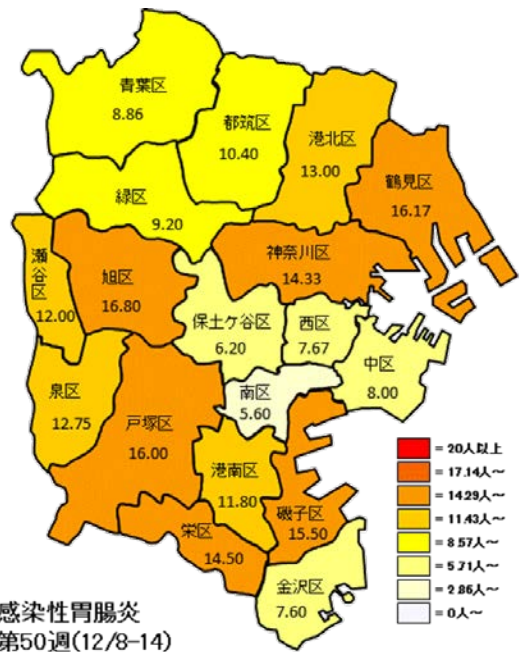 青葉区
8.86
都筑区
10.40
港北区
13.00
鶴見区
16.17
緑区
9.20
神奈川区
14.33
瀬谷区
12.00
旭区
16.80
保土ケ谷区
6.20
西区
7.67
中区
8.00
泉区
12.75
戸塚区
16.00
南区
5.60
港南区
11.80
磯子区
15.50
栄区
14.50
金沢区
7.60
= 20人以上
= 17.14人～
= 14.29人～
= 11.43人～
= 8.57人～
= 5.71人～
= 2.86人～
= 0人～
感染性胃腸炎
第50週(12/8-14)